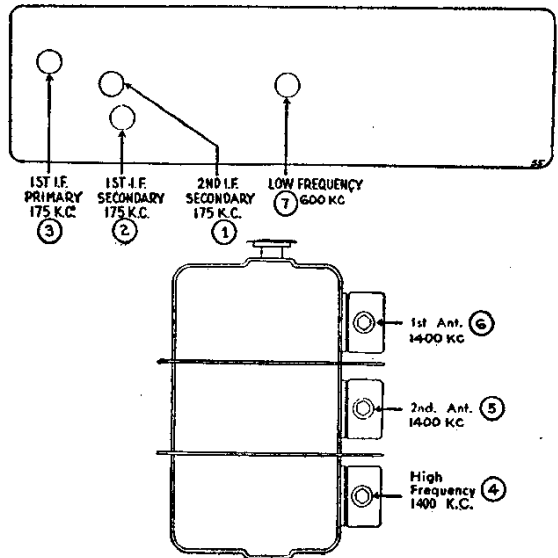 1ST I.F.
PRIMARY
175 K.C.
3
1ST I.F.
SECONDARY
175 K.C.
2
2ND I.F.
SECONDARY
175 K.C.
1
LOW FREQUENCY
7 600 KC
1st Ant. 6
1400 KC
2nd. Ant. 5
1400 KC
High
Frequency 4
1400 K.C.